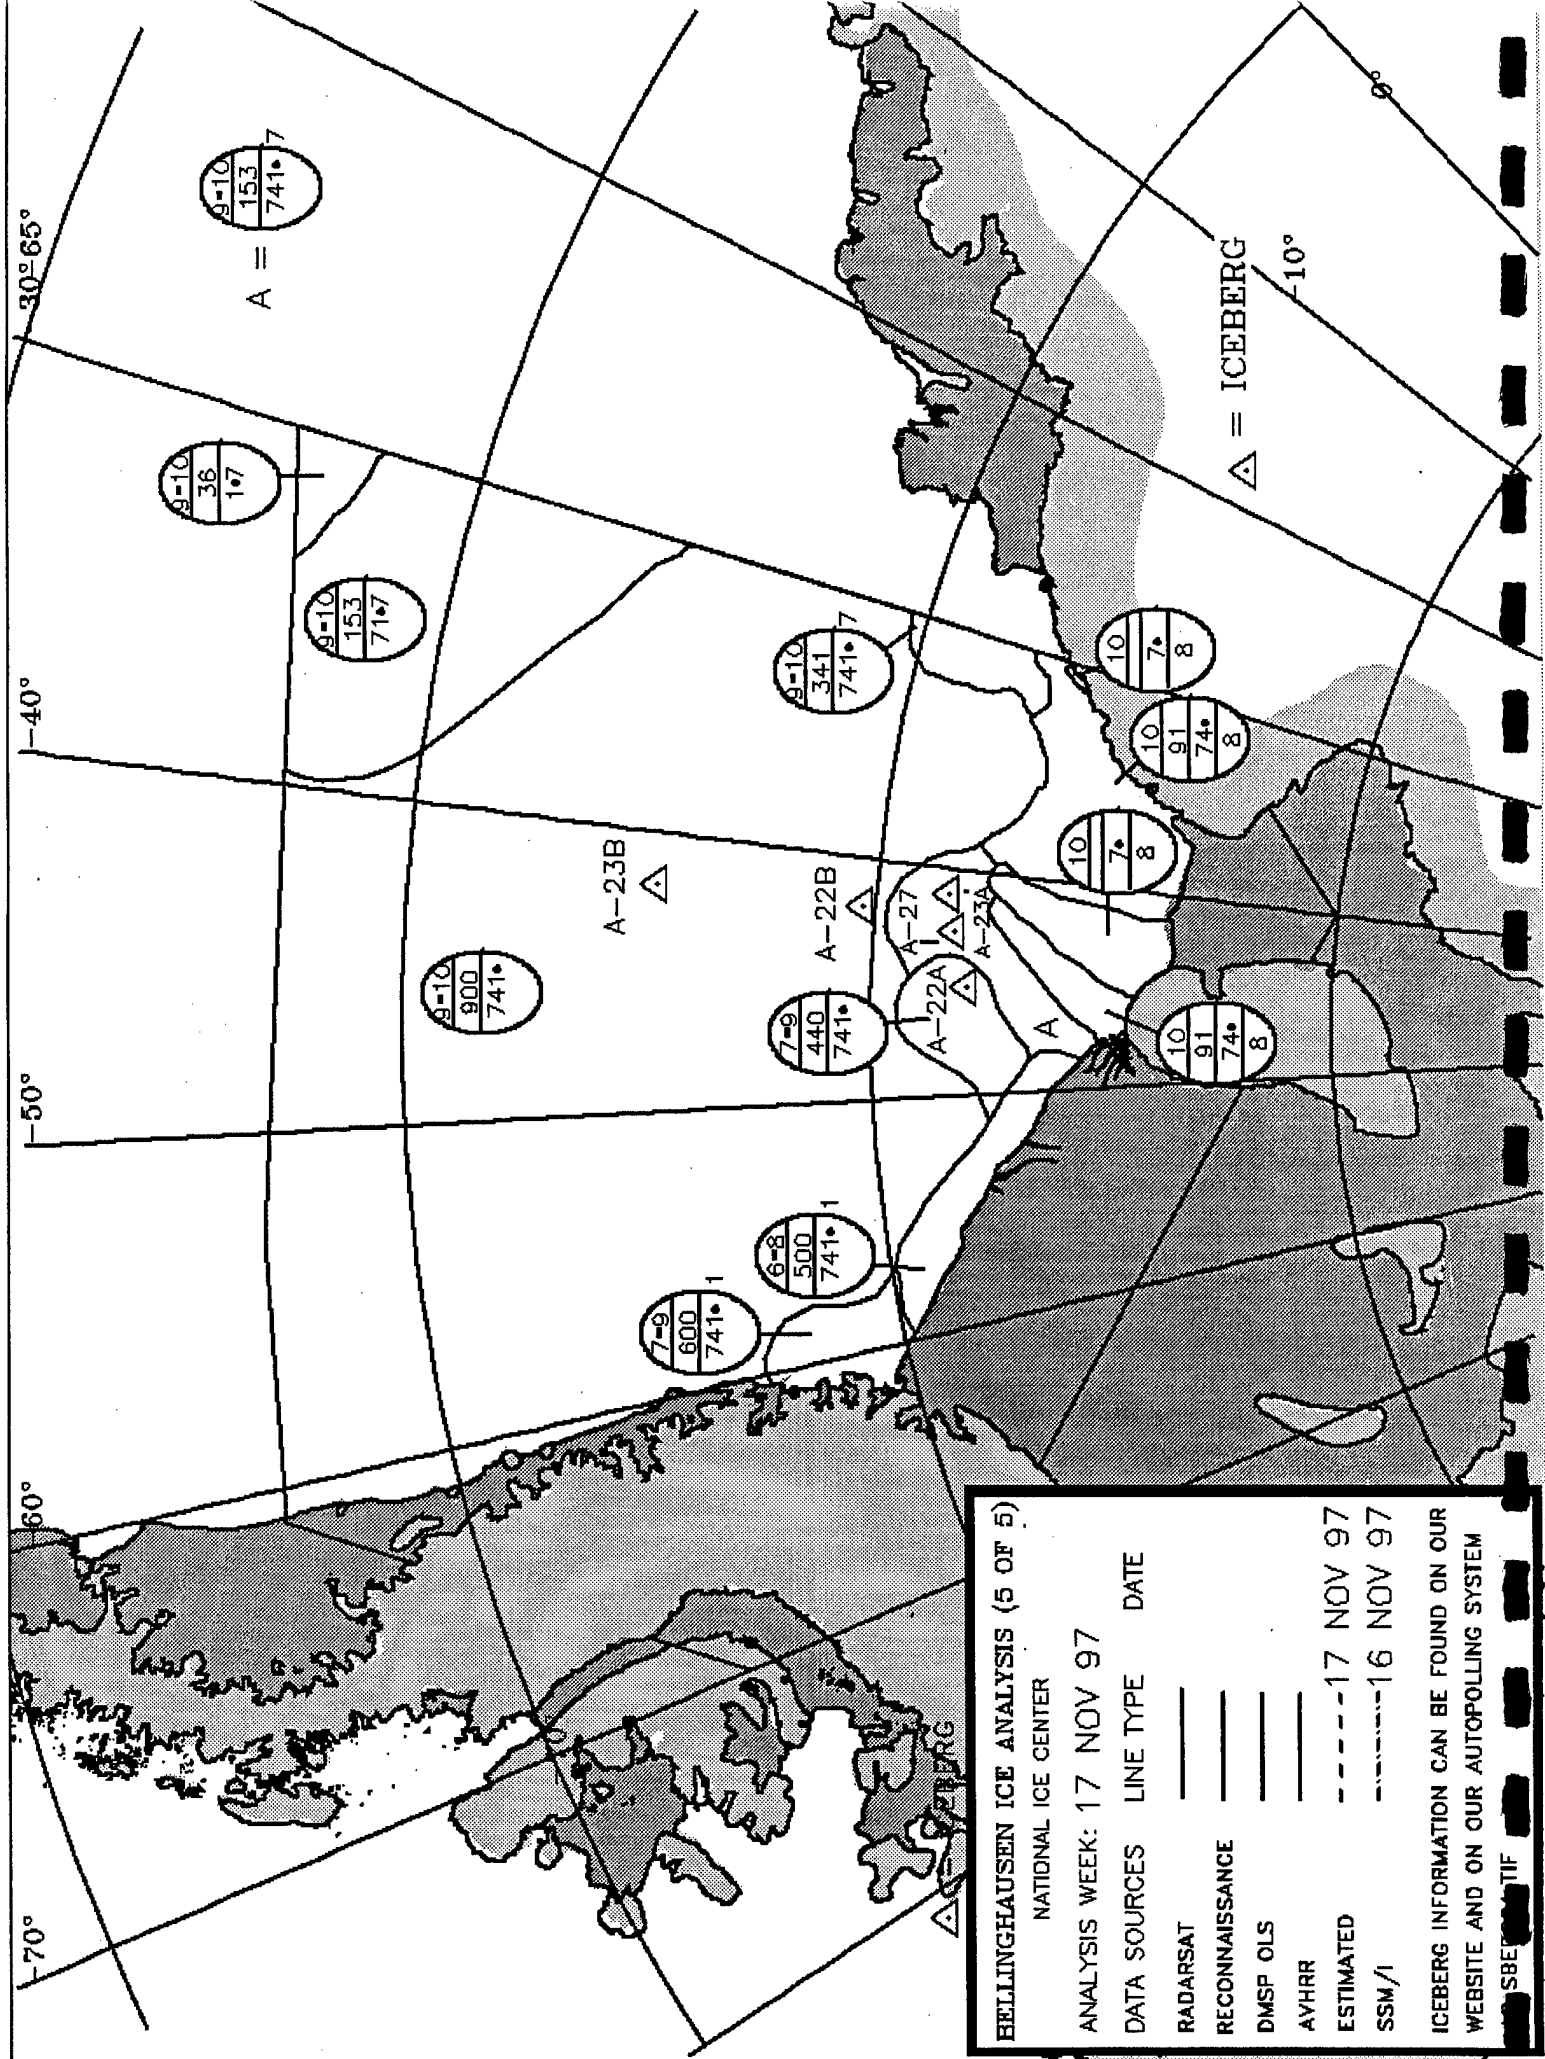 -70°
-60°
-50°
-40°
30°
65°
A =
9-10
153
741•
7
9-10
36
1•7
9-10
153
71•7
9-10
900
741•
A-23B
A-22B
A-27
A-23A
A-22A
A
9-10
341
741•
7
7-9
440
741•
6-8
500
741•
1
7-9
600
741•
1
10
7•
8
10
91
74•
8
10
7•
8
10
91
74•
8
= ICEBERG
-10°
0°
BELLINGHAUSEN ICE ANALYSIS (5 OF 5)
NATIONAL ICE CENTER
ANALYSIS WEEK: 17 NOV 97
DATA SOURCES LINE TYPE DATE
RADARSAT
RECONNAISSANCE
DMSP OLS
AVHRR
ESTIMATED 17 NOV 97
SSM/I 16 NOV 97
ICEBERG INFORMATION CAN BE FOUND ON OUR
WEBSITE AND ON OUR AUTOPOLLING SYSTEM